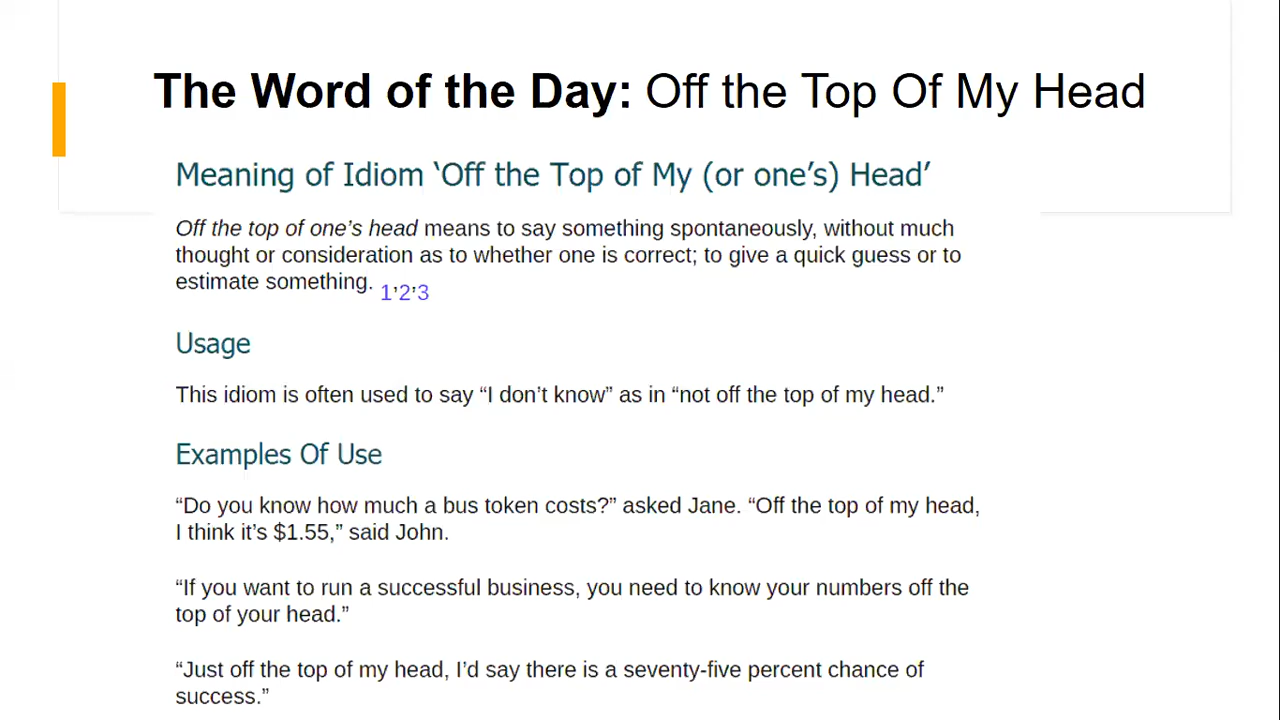 The Word of the Day: Off the Top Of My Head
Meaning of Idiom ‘Off the Top of My (or one’s) Head’
Off the top of one’s head means to say something spontaneously, without much
thought or consideration as to whether one is correct; to give a quick guess or to
estimate something. 1,2,3
Usage
This idiom is often used to say “I don’t know” as in “not off the top of my head.”
Examples Of Use
“Do you know how much a bus token costs?” asked Jane. “Off the top of my head,
I think it’s $1.55,” said John.
“If you want to run a successful business, you need to know your numbers off the
top of your head.”
“Just off the top of my head, I’d say there is a seventy-five percent chance of
success.”